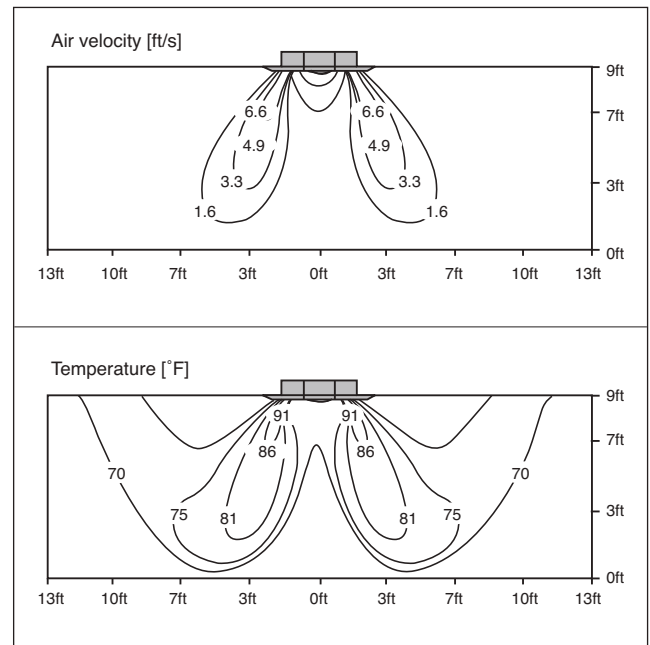 Air velocity [ft/s]
9ft
6.6 6.6 7ft
4.9 4.9
3.3 3.3 3ft
1.6 1.6
0ft
13ft 10ft 7ft 3ft 0ft 3ft 7ft 10ft 13ft
Temperature [˚F]
9ft
91 91
7ft
86 86
70 70
75 81 81 75 3ft
0ft
13ft 10ft 7ft 3ft 0ft 3ft 7ft 10ft 13ft